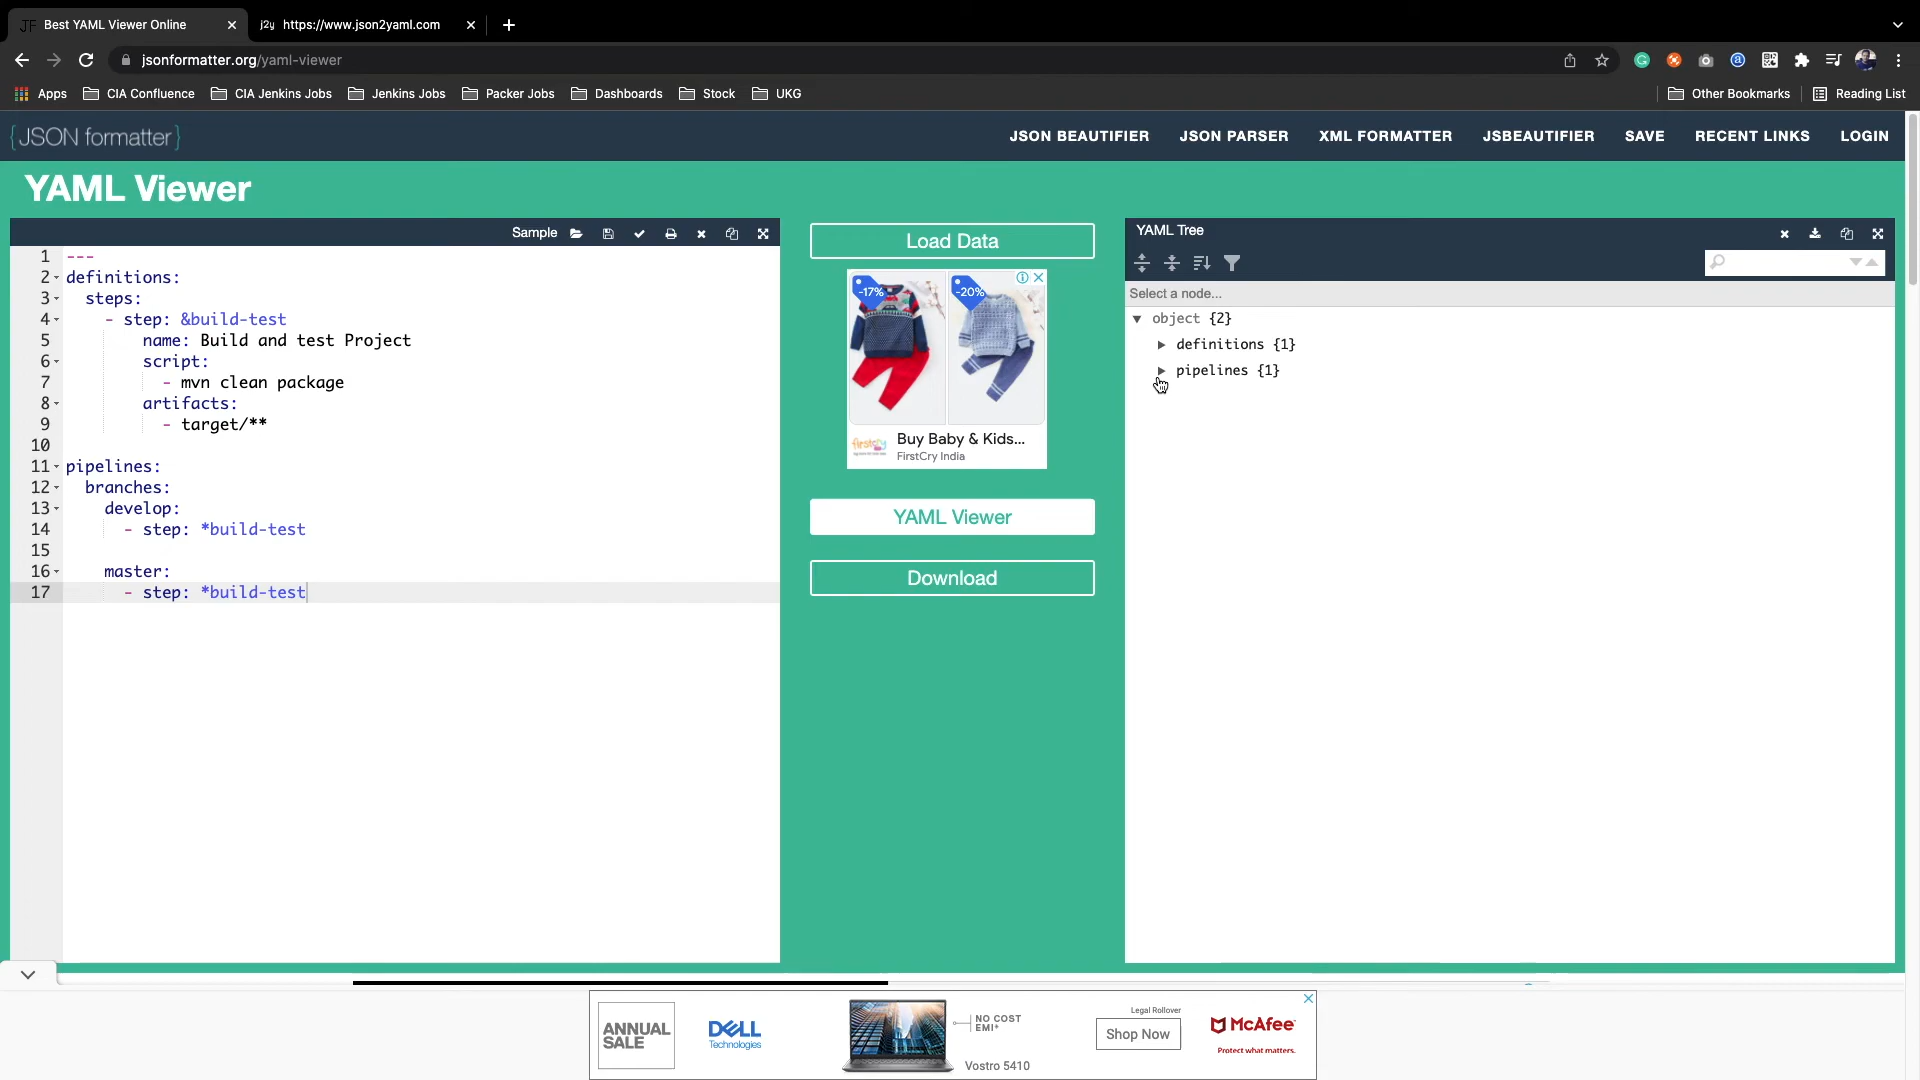 JF Best YAML Viewer Online
j2y https://www.json2yaml.com
jsonformatter.org/yaml-viewer
Apps
CIA Confluence
CIA Jenkins Jobs
Jenkins Jobs
Packer Jobs
Dashboards
Stock
UKG
Other Bookmarks
Reading List
{JSON formatter}
JSON BEAUTIFIER
JSON PARSER
XML FORMATTER
JSBEAUTIFIER
SAVE
RECENT LINKS
LOGIN
YAML Viewer
Sample
1 ---
2 definitions:
3 steps:
4 - step: &build-test
5 name: Build and test Project
6 script:
7 - mvn clean package
8 artifacts:
9 - target/**
10
11 pipelines:
12 branches:
13 develop:
14 - step: *build-test
15
16 master:
17 - step: *build-test
Load Data
-17%
-20%
firstcry
Buy Baby & Kids...
FirstCry India
YAML Viewer
Download
YAML Tree
Select a node...
object {2}
definitions {1}
pipelines {1}
ANNUAL
SALE
DELL
Technologies
NO COST
EMI*
Vostro 5410
Legal Rollover
Shop Now
McAfee
Protect what matters.